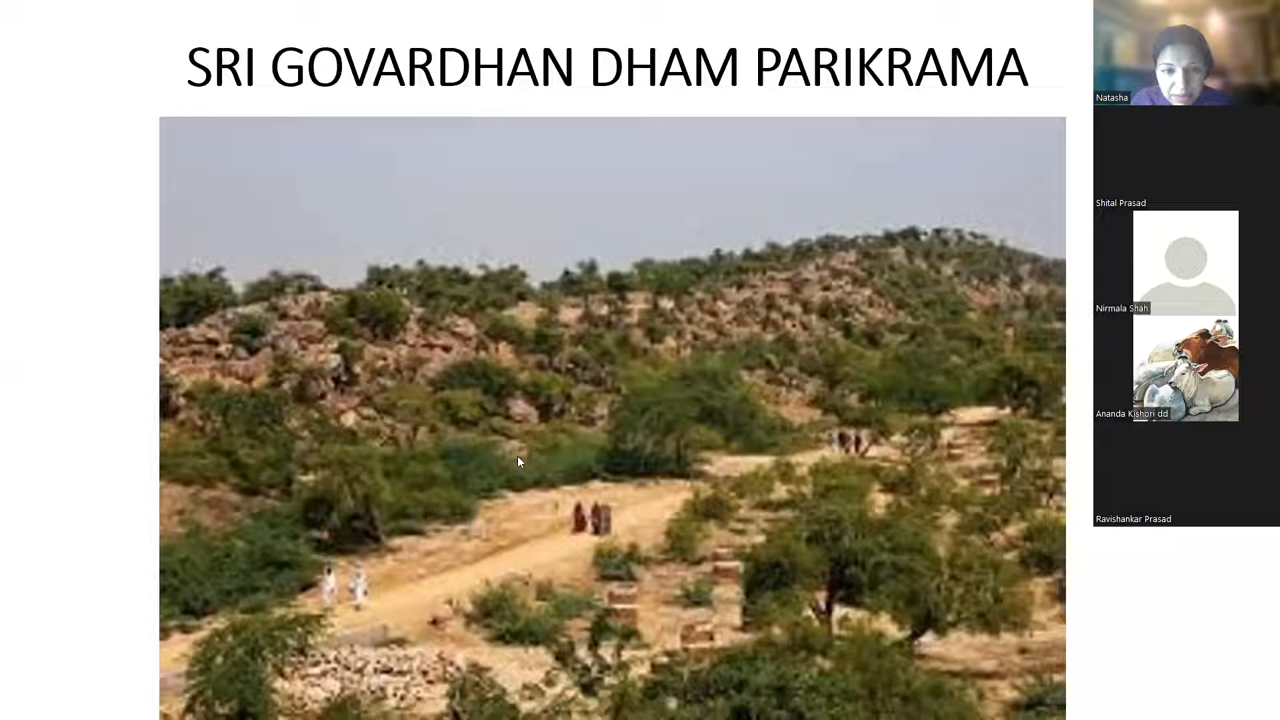 SRI GOVARDHAN DHAM PARIKRAMA
Natasha
Shital Prasad
Nirmala Shah
Ananda Kishori dd
Ravishankar Prasad